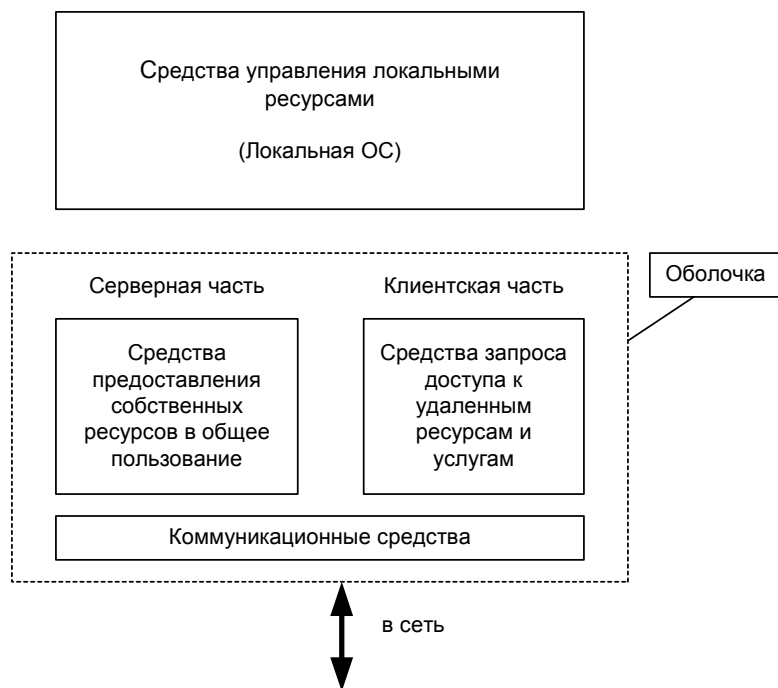 Средства управления локальными
ресурсами
(Локальная ОС)
Оболочка
Серверная часть
Клиентская часть
Средства
предоставления
собственных
ресурсов в общее
пользование
Средства запроса
доступа к
удаленным
ресурсам и
услугам
Коммуникационные средства
в сеть